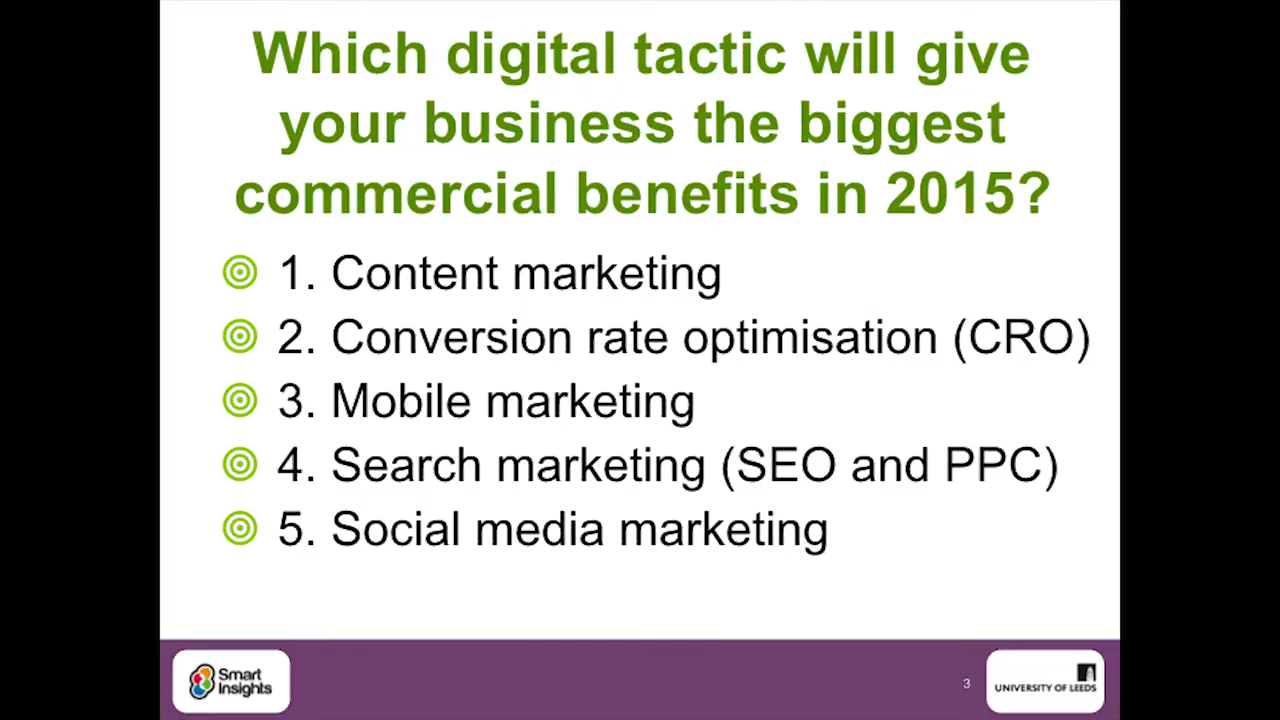 Which digital tactic will give
your business the biggest
commercial benefits in 2015?
1. Content marketing
2. Conversion rate optimisation (CRO)
3. Mobile marketing
4. Search marketing (SEO and PPC)
5. Social media marketing
Smart
Insights
3
UNIVERSITY OF LEEDS